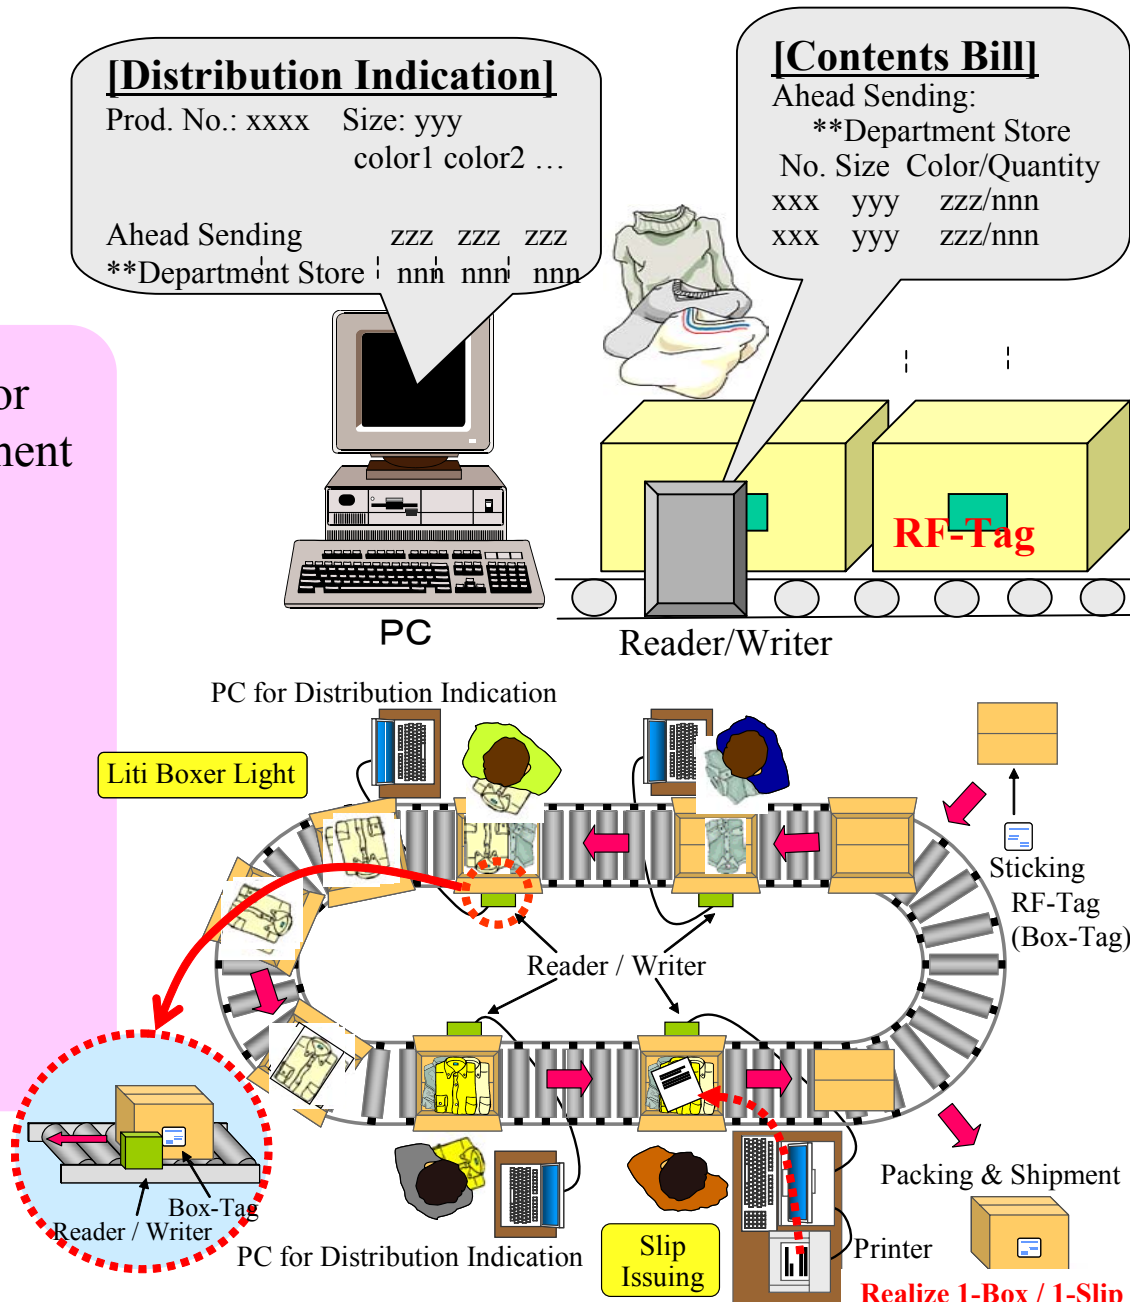 [Distribution Indication]
Prod. No.: xxxx Size: yyy
color1 color2 …
Ahead Sending zzz zzz zzz
**Department Store nnn nnn nnn
[Contents Bill]
Ahead Sending:
**Department Store
No. Size Color/Quantity
xxx yyy zzz/nnn
xxx yyy zzz/nnn
or
ment
RF-Tag
PC
Reader/Writer
PC for Distribution Indication
Liti Boxer Light
Sticking
RF-Tag
(Box-Tag)
Reader / Writer
Packing & Shipment
Box-Tag
Reader / Writer
PC for Distribution Indication
Slip
Issuing
Printer
Realize 1-Box / 1-Slip